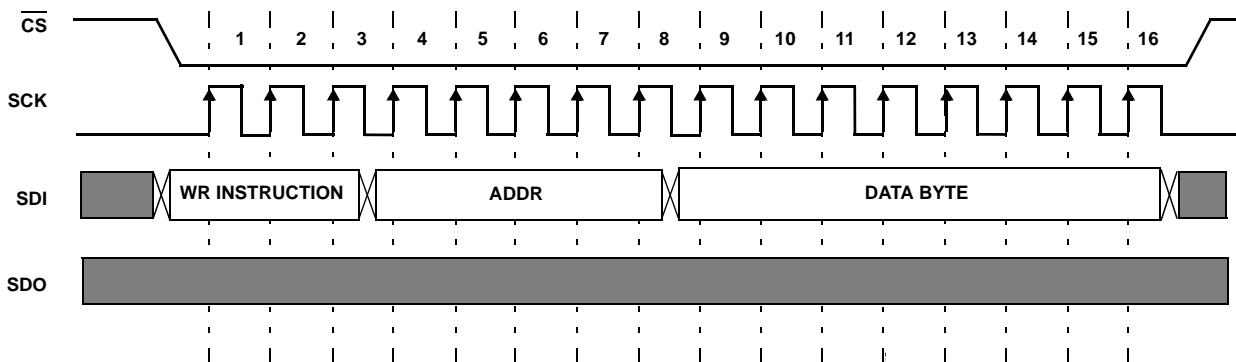 CS
1 2 3 4 5 6 7 8 9 10 11 12 13 14 15 16
SCK
SDI WR INSTRUCTION ADDR DATA BYTE
SDO